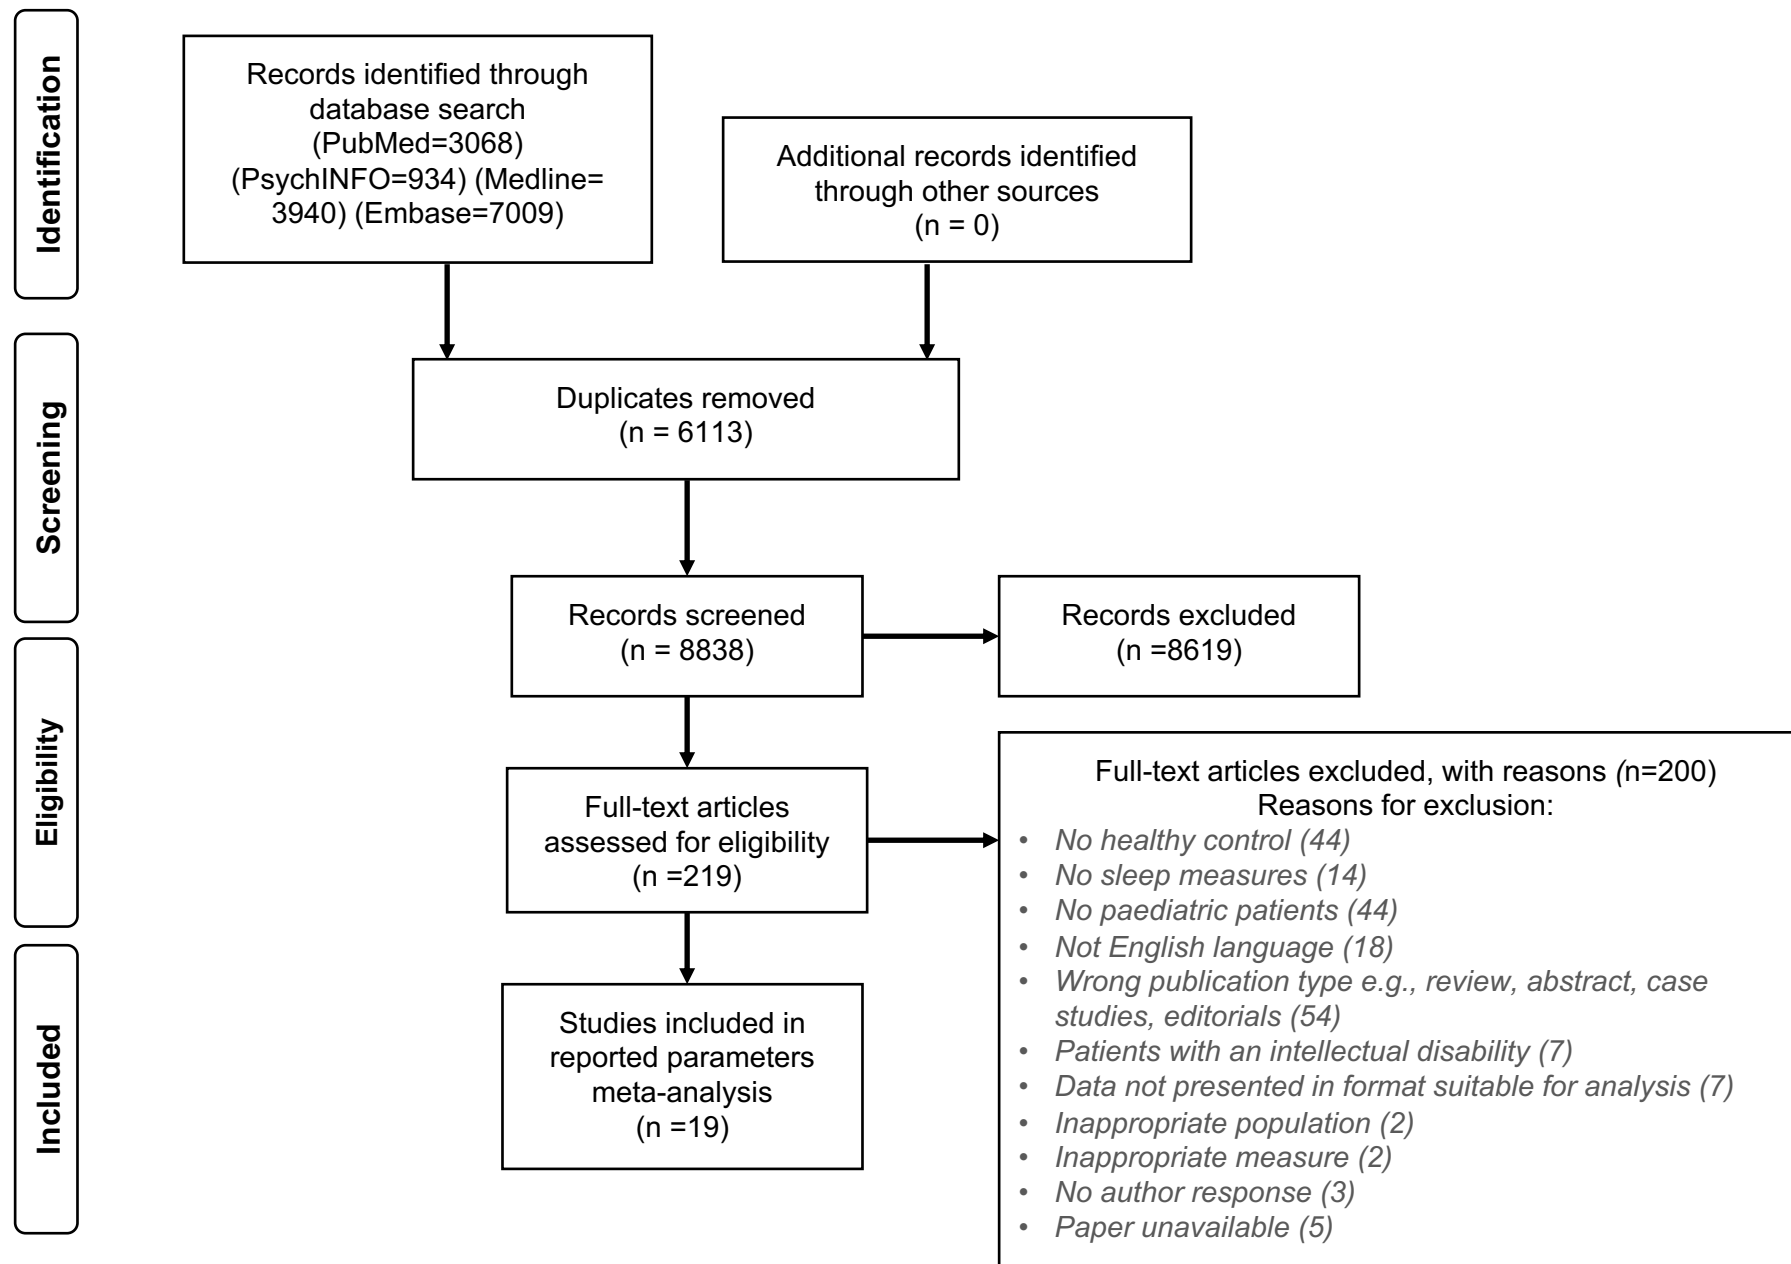 Identification
Records identified through
database search
(PubMed=3068)
(PsychINFO=934) (Medline=
3940) (Embase=7009)
Additional records identified
through other sources
(n = 0)
Screening
Duplicates removed
(n = 6113)
Records screened
(n = 8838)
Records excluded
(n =8619)
Eligibility
Full-text articles
assessed for eligibility
(n =219)
Full-text articles excluded, with reasons (n=200)
Reasons for exclusion:
• No healthy control (44)
• No sleep measures (14)
• No paediatric patients (44)
• Not English language (18)
• Wrong publication type e.g., review, abstract, case
studies, editorials (54)
• Patients with an intellectual disability (7)
• Data not presented in format suitable for analysis (7)
• Inappropriate population (2)
• Inappropriate measure (2)
• No author response (3)
• Paper unavailable (5)
Included
Studies included in
reported parameters
meta-analysis
(n =19)